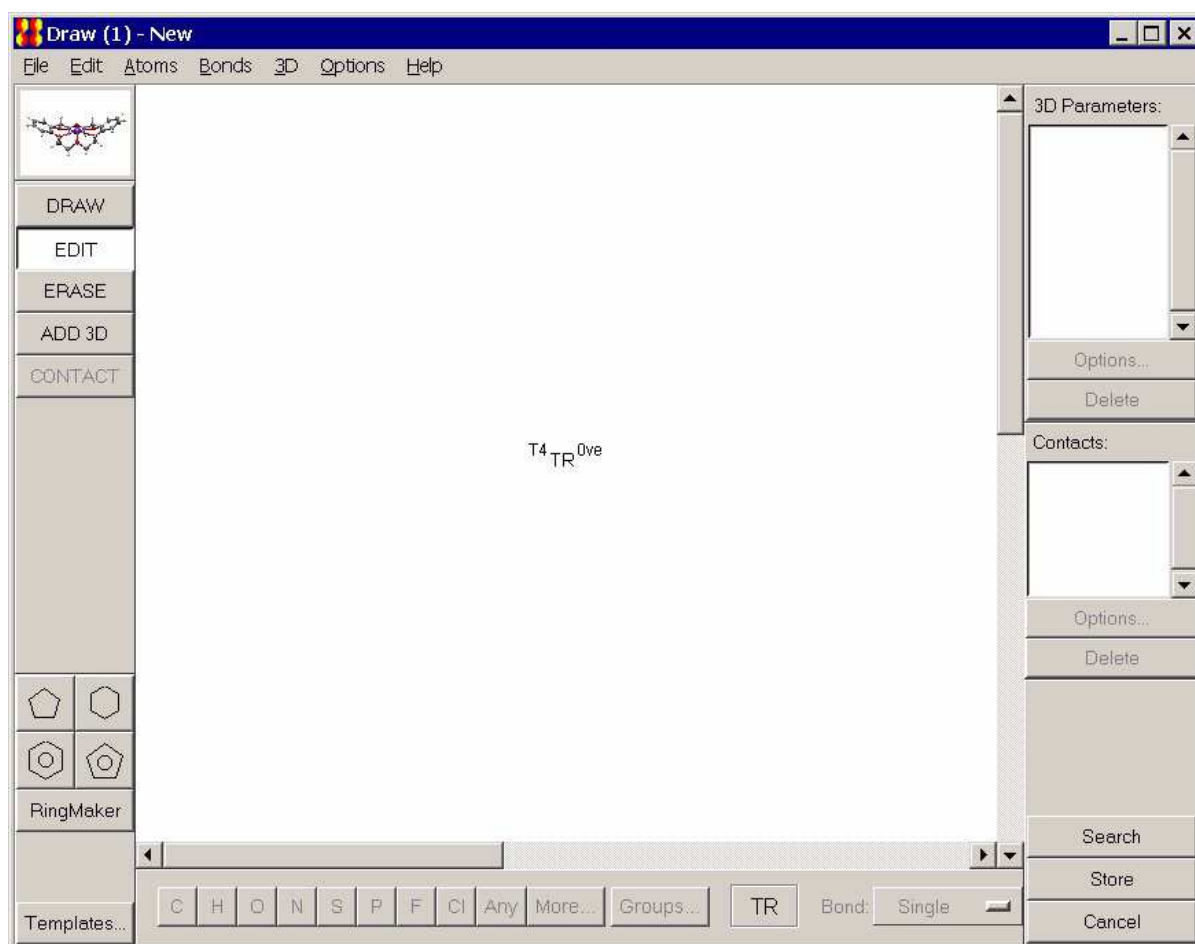 Draw (1) - New
File Edit Atoms Bonds 3D Options Help
3D Parameters:
DRAW
EDIT
ERASE
ADD 3D
CONTACT
Options...
Delete
Contacts:
T4TR0ve
Options...
Delete
RingMaker
Search
Store
Templates...
C H O N S P F Cl Any More... Groups... TR Bond: Single
Cancel